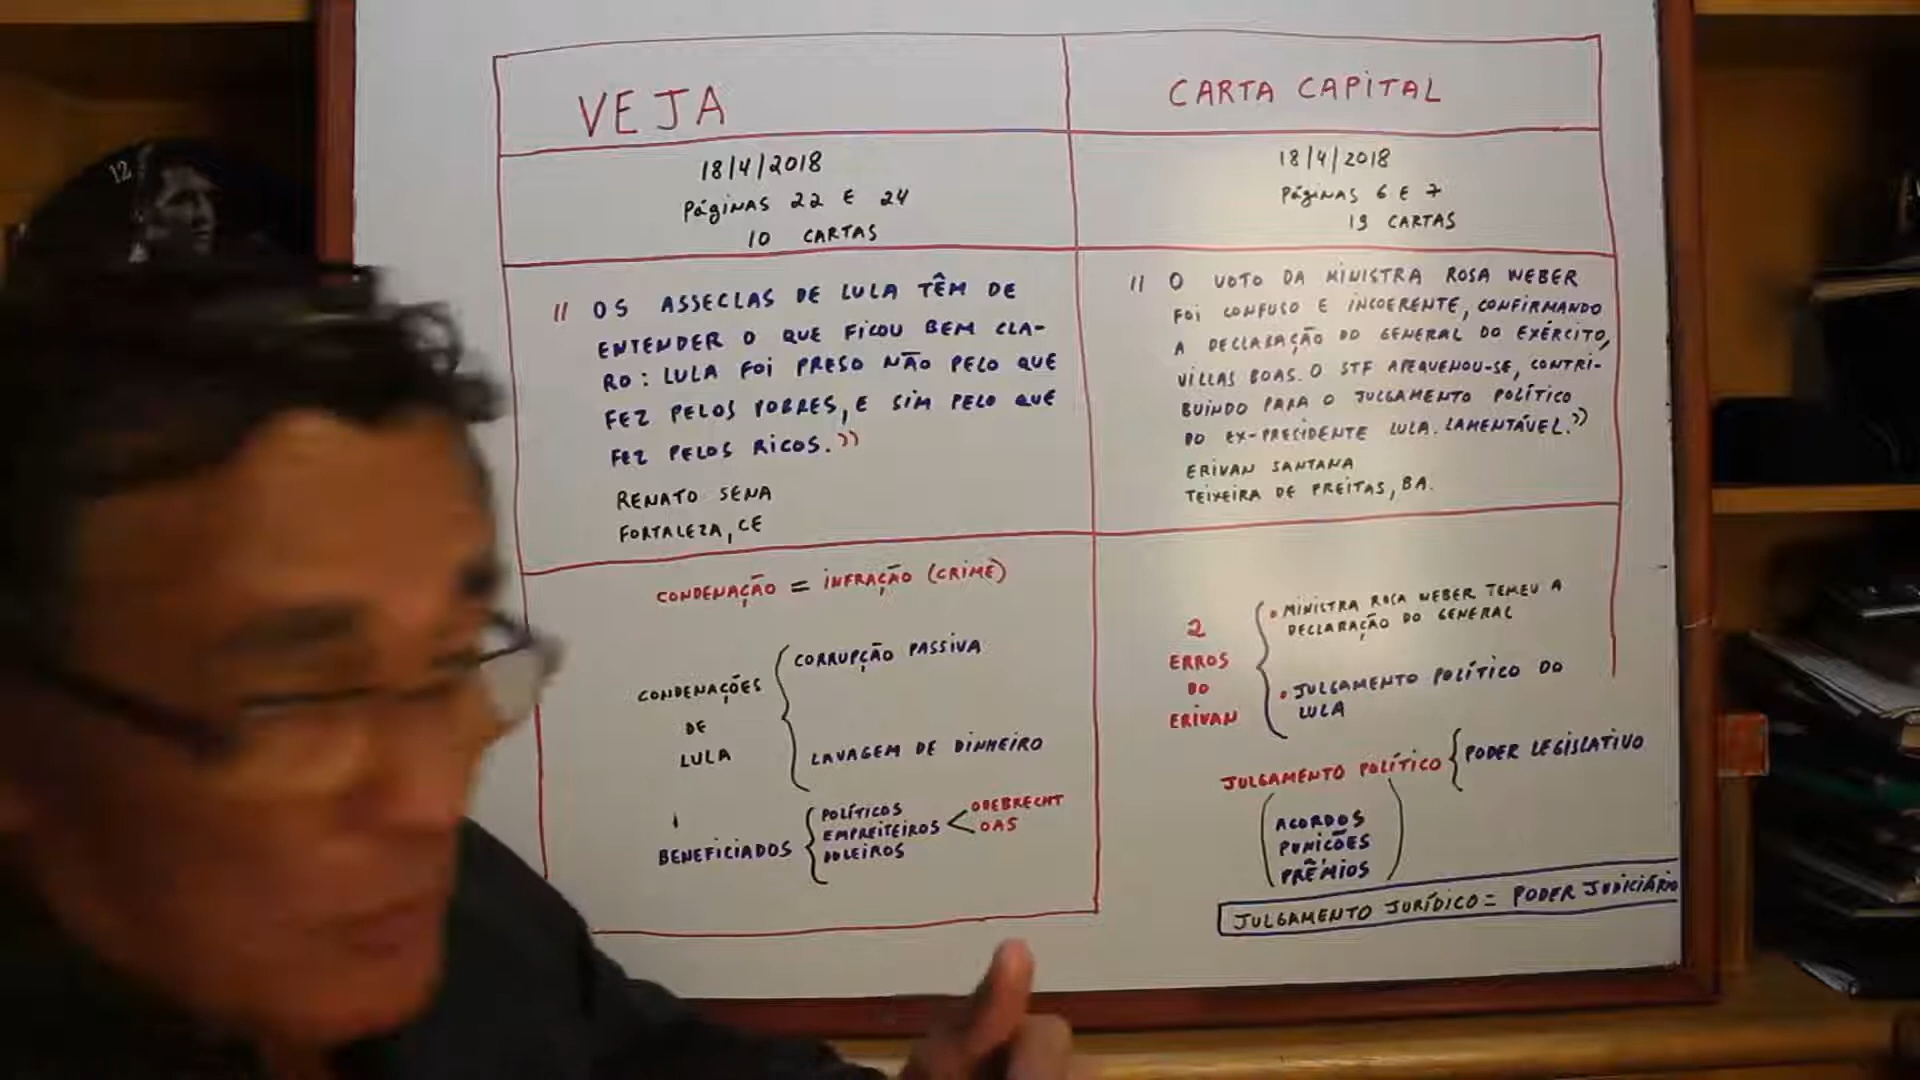 VEJA
18/4/2018
PÁGINAS 22 E 24
10 CARTAS
"OS ASSECLAS DE LULA TÊM DE
ENTENDER O QUE FICOU BEM CLA-
RO: LULA FOI PRESO NÃO PELO QUE
FEZ PELOS POBRES, E SIM PELO QUE
FEZ PELOS RICOS."
RENATO SENA
FORTALEZA, CE
CONDENAÇÃO = INFRAÇÃO (CRIME)
CONDENAÇÕES
DE
LULA
CORRUPÇÃO PASSIVA
LAVAGEM DE DINHEIRO
BENEFICIADOS
POLÍTICOS
EMPREITEIROS
DOLEIROS
ODEBRECHT
OAS
CARTA CAPITAL
18/4/2018
PÁGINAS 6 E 7
19 CARTAS
"O VOTO DA MINISTRA ROSA WEBER
FOI CONFUSO E INCOERENTE, CONFIRMANDO
A DECLARAÇÃO DO GENERAL DO EXÉRCITO,
VILLAS BOAS. O STF APEQUENOU-SE, CONTRI-
BUINDO PARA O JULGAMENTO POLÍTICO
DO EX-PRESIDENTE LULA. LAMENTÁVEL."
ERIVAN SANTANA
TEIXEIRA DE FREITAS, BA.
2
ERROS
DO
ERIVAN
• MINISTRA ROSA WEBER TEMEU A
DECLARAÇÃO DO GENERAL
• JULGAMENTO POLÍTICO DO
LULA
JULGAMENTO POLÍTICO { PODER LEGISLATIVO
ACORDOS
PUNIÇÕES
PRÊMIOS
JULGAMENTO JURÍDICO = PODER JUDICIÁRIO
12